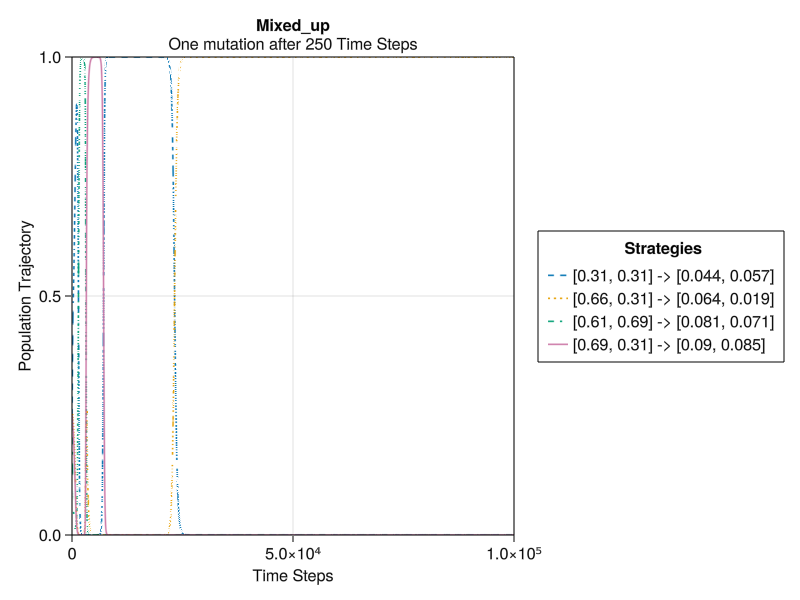 Mixed_up
One mutation after 250 Time Steps
1.0
0.5
0.0
Population Trajectory
0
5.0×10⁴
1.0×10⁵
Time Steps
Strategies
[0.31, 0.31] -> [0.044, 0.057]
[0.66, 0.31] -> [0.064, 0.019]
[0.61, 0.69] -> [0.081, 0.071]
[0.69, 0.31] -> [0.09, 0.085]